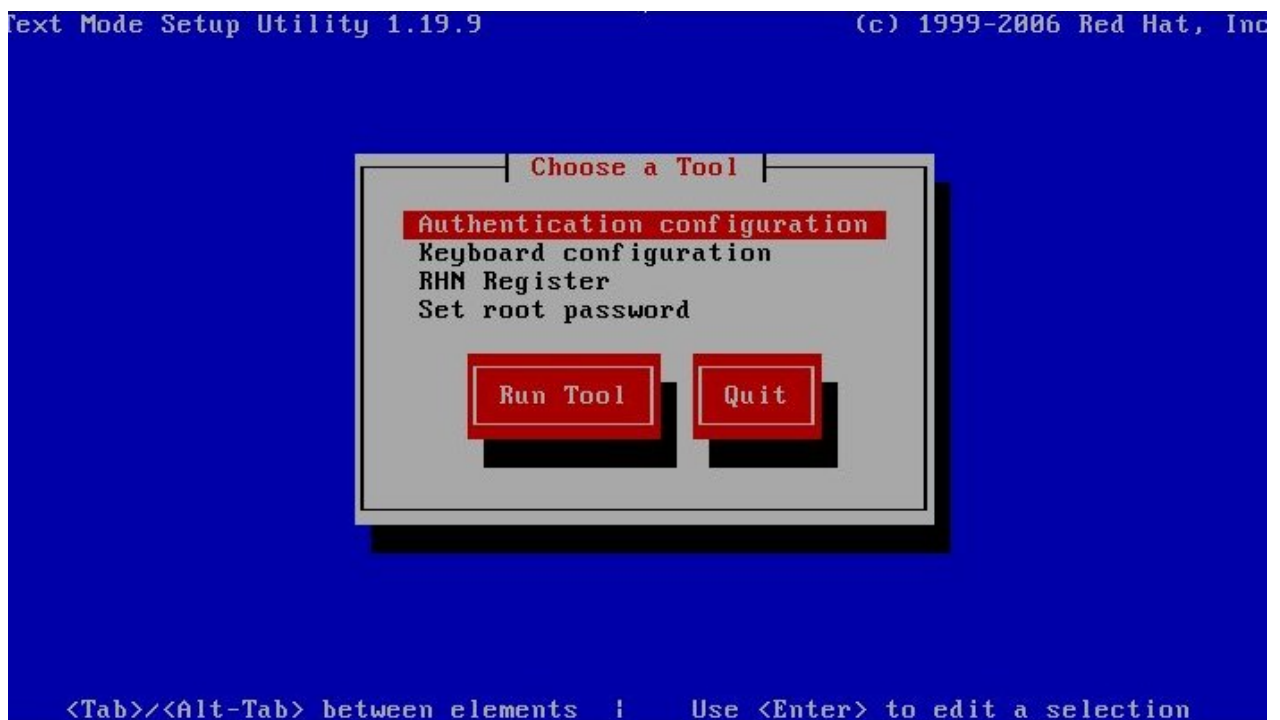 Text Mode Setup Utility 1.19.9 (c) 1999-2006 Red Hat, Inc
Choose a Tool
Authentication configuration
Keyboard configuration
RHN Register
Set root password
Run Tool Quit
<Tab>/<Alt-Tab> between elements | Use <Enter> to edit a selection